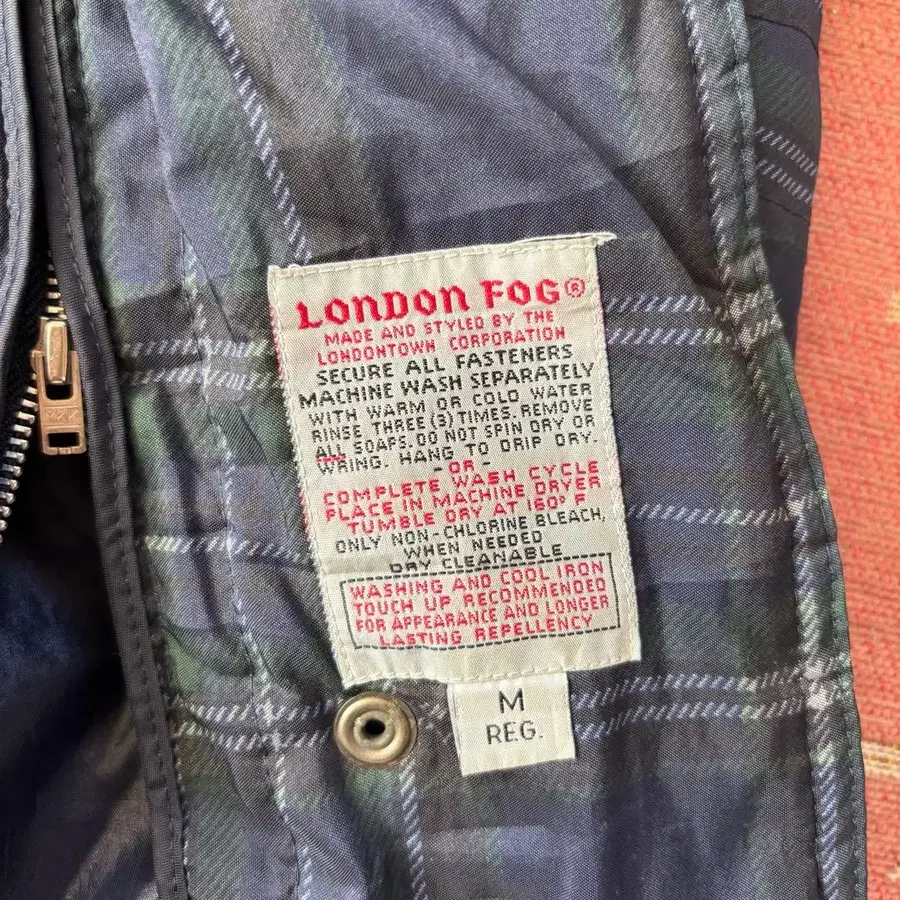 LONDON FOG®
MADE AND STYLED BY THE
LONDONTOWN CORPORATION
SECURE ALL FASTENERS
MACHINE WASH SEPARATELY
WITH WARM OR COLD WATER
RINSE THREE (3) TIMES. REMOVE
ALL SOAPS. DO NOT SPIN DRY OR
WRING. HANG TO DRIP DRY.
- OR -
COMPLETE WASH CYCLE
PLACE IN MACHINE DRYER
TUMBLE DRY AT 160° F
ONLY NON-CHLORINE BLEACH,
WHEN NEEDED
DRY CLEANABLE
WASHING AND COOL IRON
TOUCH UP RECOMMENDED
FOR APPEARANCE AND LONGER
LASTING REPELLENCY
M
REG.
YKK